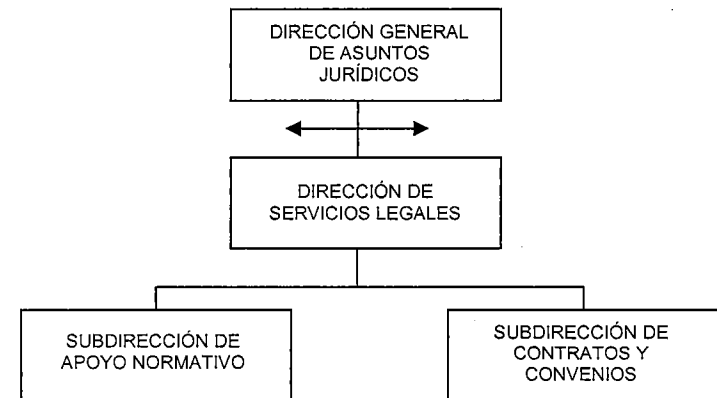 DIRECCIÓN GENERAL
DE ASUNTOS
JURÍDICOS
DIRECCIÓN DE
SERVICIOS LEGALES
SUBDIRECCIÓN DE
APOYO NORMATIVO
SUBDIRECCIÓN DE
CONTRATOS Y
CONVENIOS